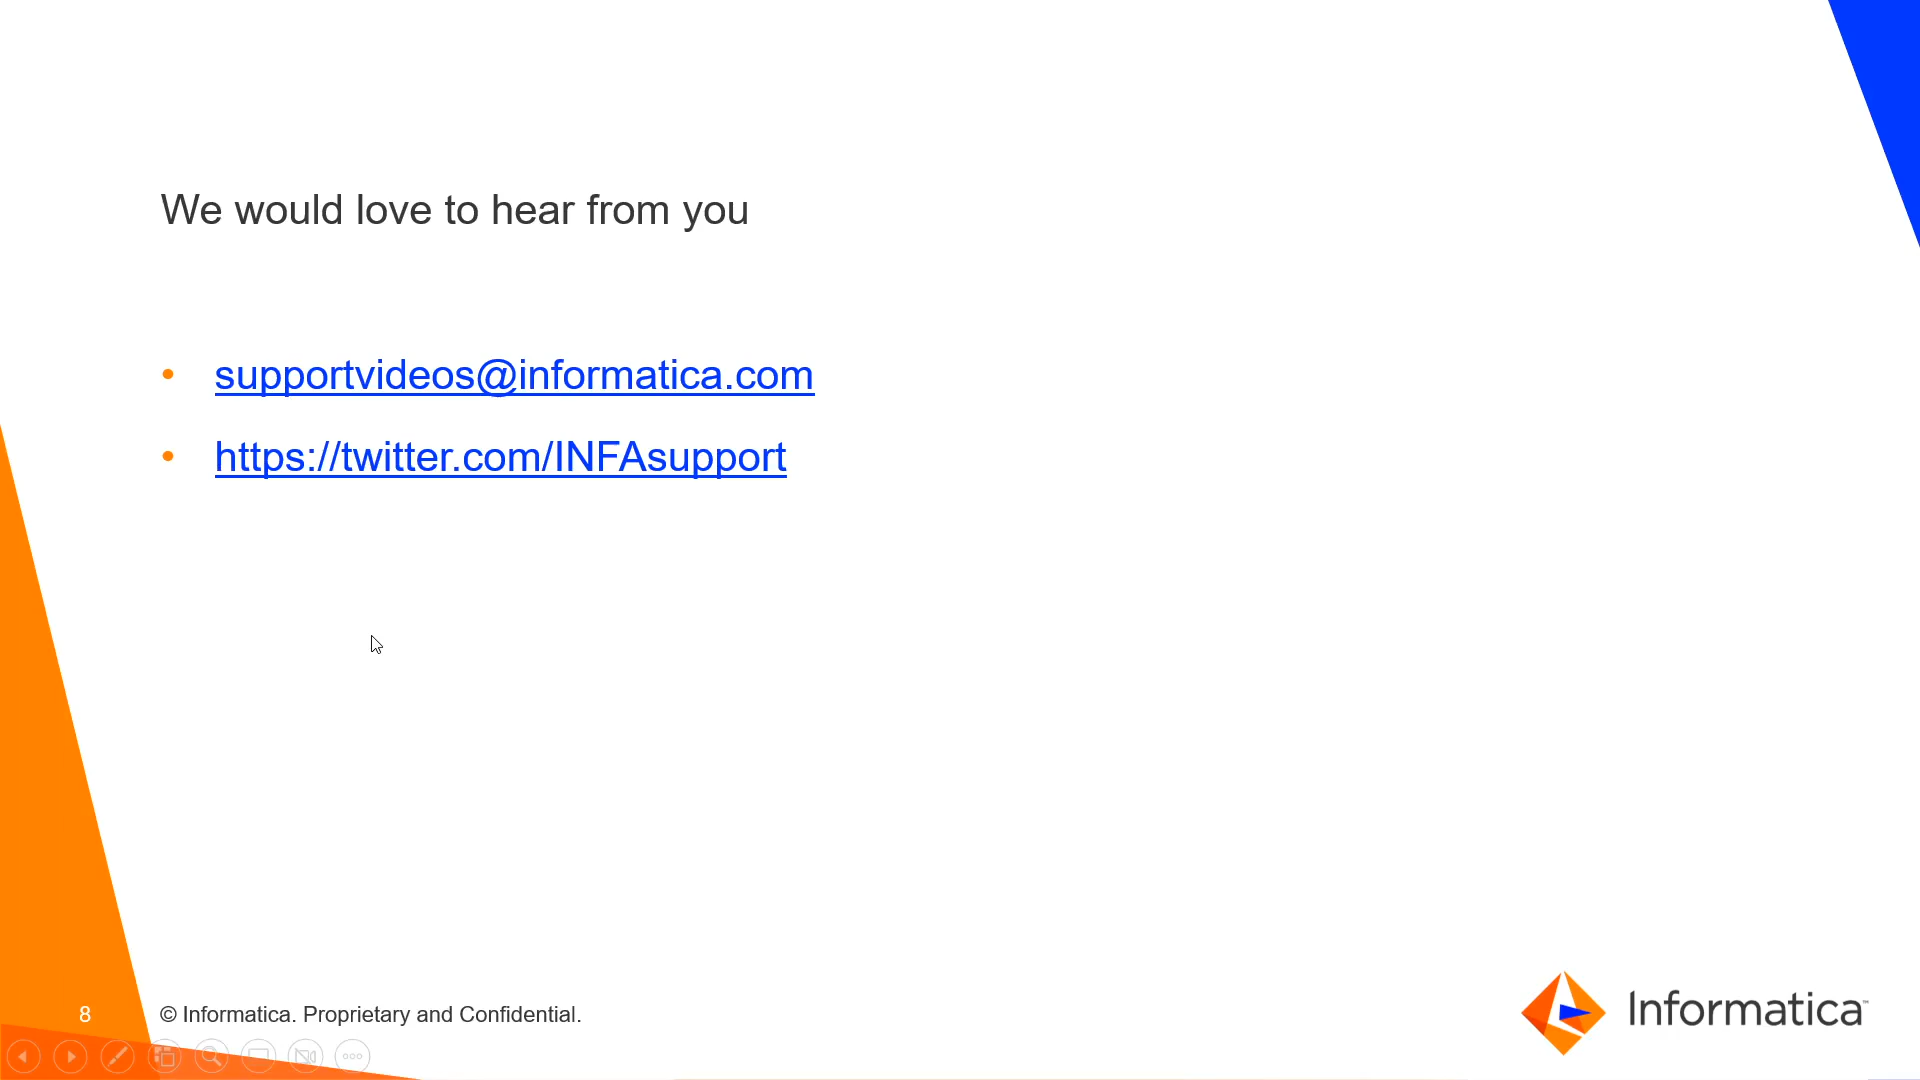 We would love to hear from you
• supportvideos@informatica.com
• https://twitter.com/INFAsupport
8
© Informatica. Proprietary and Confidential.
Informatica™